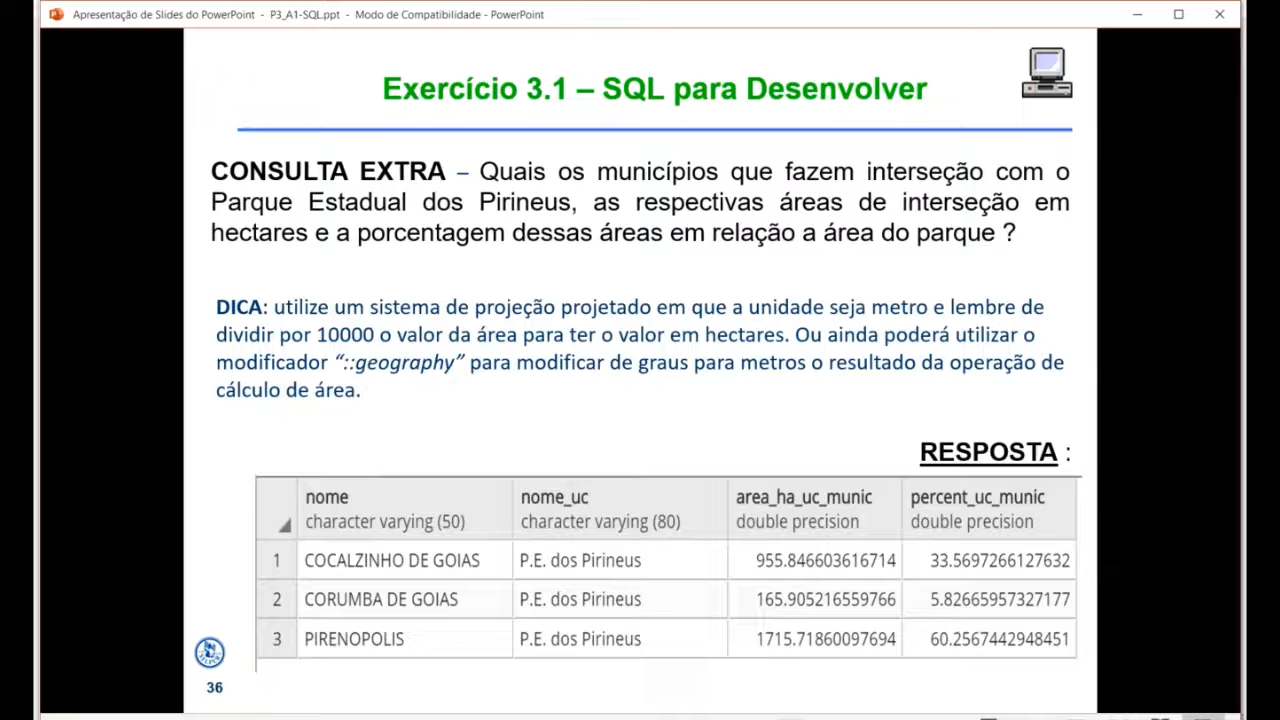 Apresentação de Slides do PowerPoint - P3_A1-SQL.ppt - Modo de Compatibilidade - PowerPoint
Exercício 3.1 – SQL para Desenvolver
CONSULTA EXTRA – Quais os municípios que fazem interseção com o
Parque Estadual dos Pirineus, as respectivas áreas de interseção em
hectares e a porcentagem dessas áreas em relação a área do parque ?
DICA: utilize um sistema de projeção projetado em que a unidade seja metro e lembre de
dividir por 10000 o valor da área para ter o valor em hectares. Ou ainda poderá utilizar o
modificador “::geography” para modificar de graus para metros o resultado da operação de
cálculo de área.
RESPOSTA :
nome nome_uc area_ha_uc_munic percent_uc_munic
character varying (50) character varying (80) double precision double precision
1 COCALZINHO DE GOIAS P.E. dos Pirineus 955.846603616714 33.5697266127632
2 CORUMBA DE GOIAS P.E. dos Pirineus 165.905216559766 5.82665957327177
3 PIRENOPOLIS P.E. dos Pirineus 1715.71860097694 60.2567442948451
36